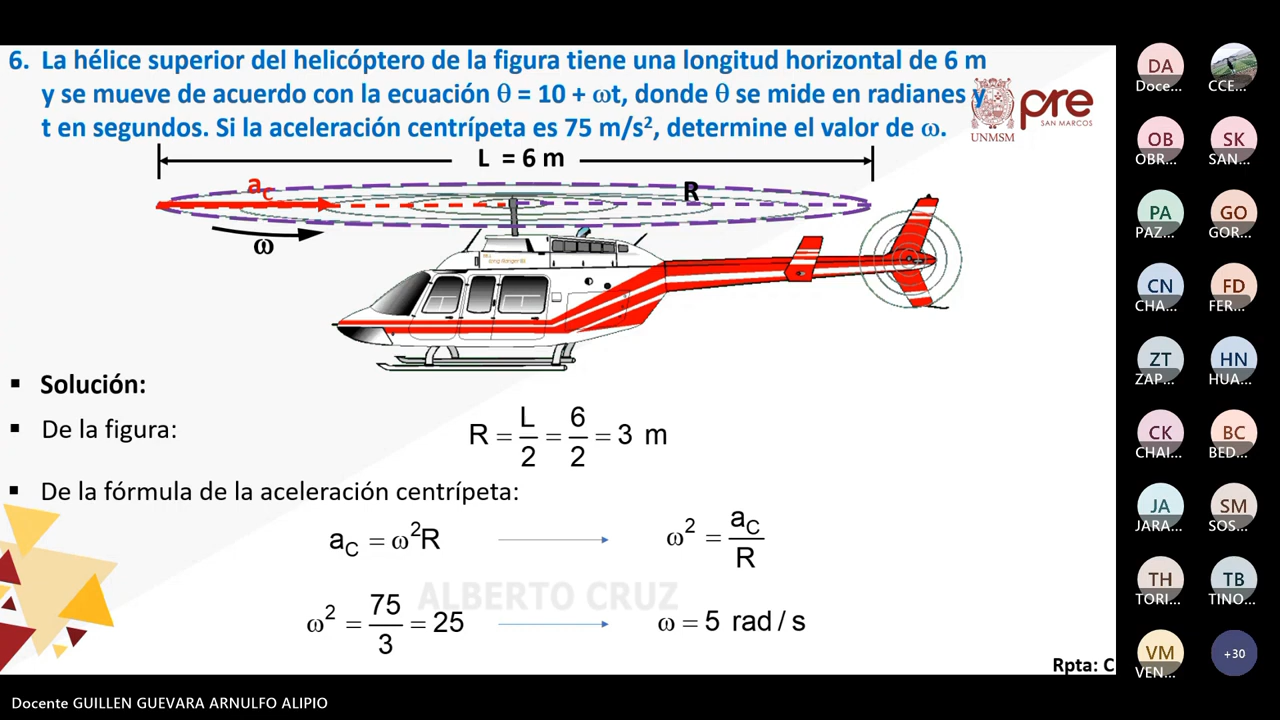 6. La hélice superior del helicóptero de la figura tiene una longitud horizontal de 6 m
y se mueve de acuerdo con la ecuación θ = 10 + ωt, donde θ se mide en radianes y
t en segundos. Si la aceleración centrípeta es 75 m/s², determine el valor de ω.
UNMSM
pre
SAN MARCOS
L = 6 m
a_C
R
ω
▪ Solución:
▪ De la figura:
R = L/2 = 6/2 = 3 m
▪ De la fórmula de la aceleración centrípeta:
a_C = ω²R
ω² = a_C/R
ALBERTO CRUZ
ω² = 75/3 = 25
ω = 5 rad / s
Rpta: C
Docente GUILLEN GUEVARA ARNULFO ALIPIO
DA
Doce...
CCE...
OB
OBR...
SK
SAN...
PA
PAZ...
GO
GOR...
CN
CHA...
FD
FER...
ZT
ZAP...
HN
HUA...
CK
CHAI...
BC
BED...
JA
JARA...
SM
SOS...
TH
TORI...
TB
TINO...
VM
VEN...
+30